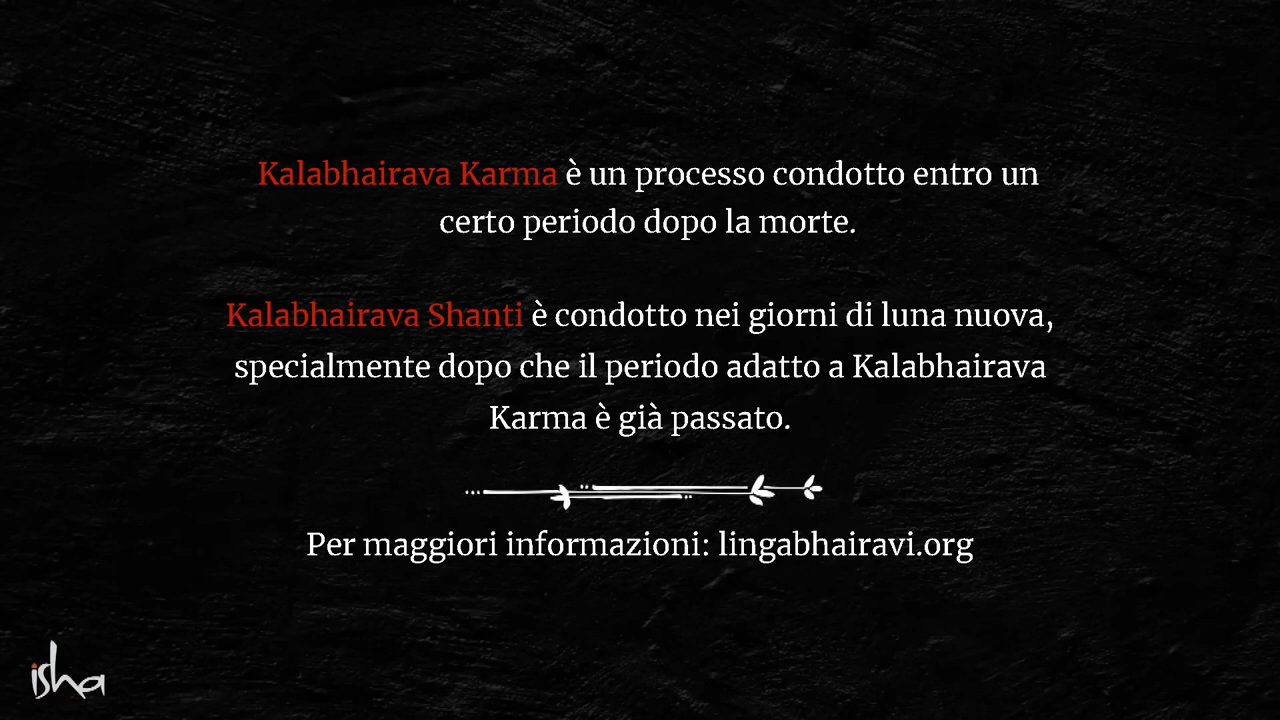 Kalabhairava Karma è un processo condotto entro un
certo periodo dopo la morte.
Kalabhairava Shanti è condotto nei giorni di luna nuova,
specialmente dopo che il periodo adatto a Kalabhairava
Karma è già passato.
Per maggiori informazioni: lingabhairavi.org
isha